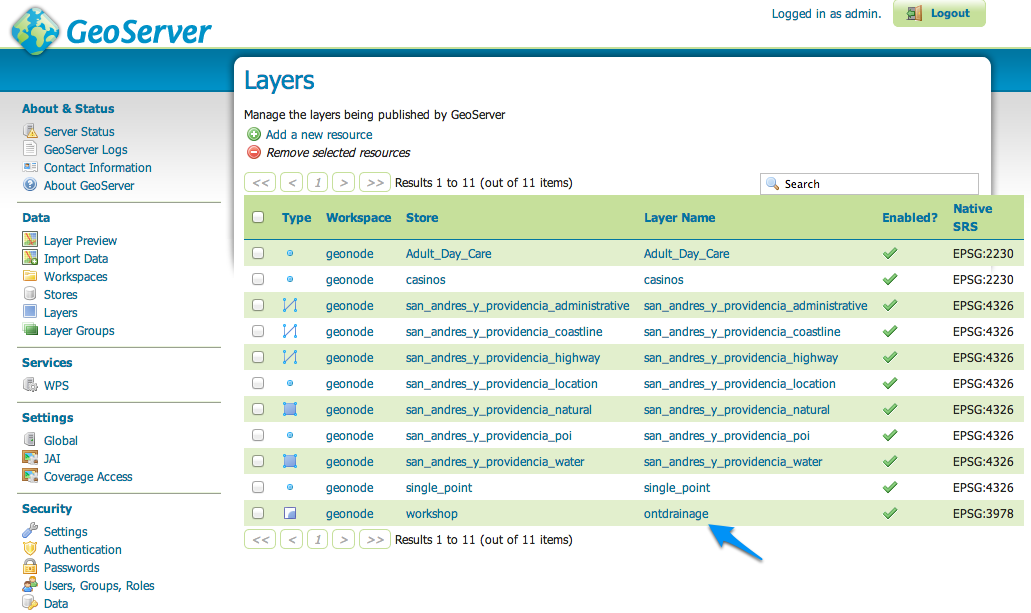 GeoServer
Logged in as admin.
Logout
About & Status
Server Status
GeoServer Logs
Contact Information
About GeoServer
Data
Layer Preview
Import Data
Workspaces
Stores
Layers
Layer Groups
Services
WPS
Settings
Global
JAI
Coverage Access
Security
Settings
Authentication
Passwords
Users, Groups, Roles
Data
Layers
Manage the layers being published by GeoServer
Add a new resource
Remove selected resources
<< < 1 > >> Results 1 to 11 (out of 11 items)
Search
Type Workspace Store Layer Name Enabled? Native SRS
geonode Adult_Day_Care Adult_Day_Care EPSG:2230
geonode casinos casinos EPSG:2230
geonode san_andres_y_providencia_administrative san_andres_y_providencia_administrative EPSG:4326
geonode san_andres_y_providencia_coastline san_andres_y_providencia_coastline EPSG:4326
geonode san_andres_y_providencia_highway san_andres_y_providencia_highway EPSG:4326
geonode san_andres_y_providencia_location san_andres_y_providencia_location EPSG:4326
geonode san_andres_y_providencia_natural san_andres_y_providencia_natural EPSG:4326
geonode san_andres_y_providencia_poi san_andres_y_providencia_poi EPSG:4326
geonode san_andres_y_providencia_water san_andres_y_providencia_water EPSG:4326
geonode single_point single_point EPSG:4326
geonode workshop ontdrainage EPSG:3978
<< < 1 > >> Results 1 to 11 (out of 11 items)